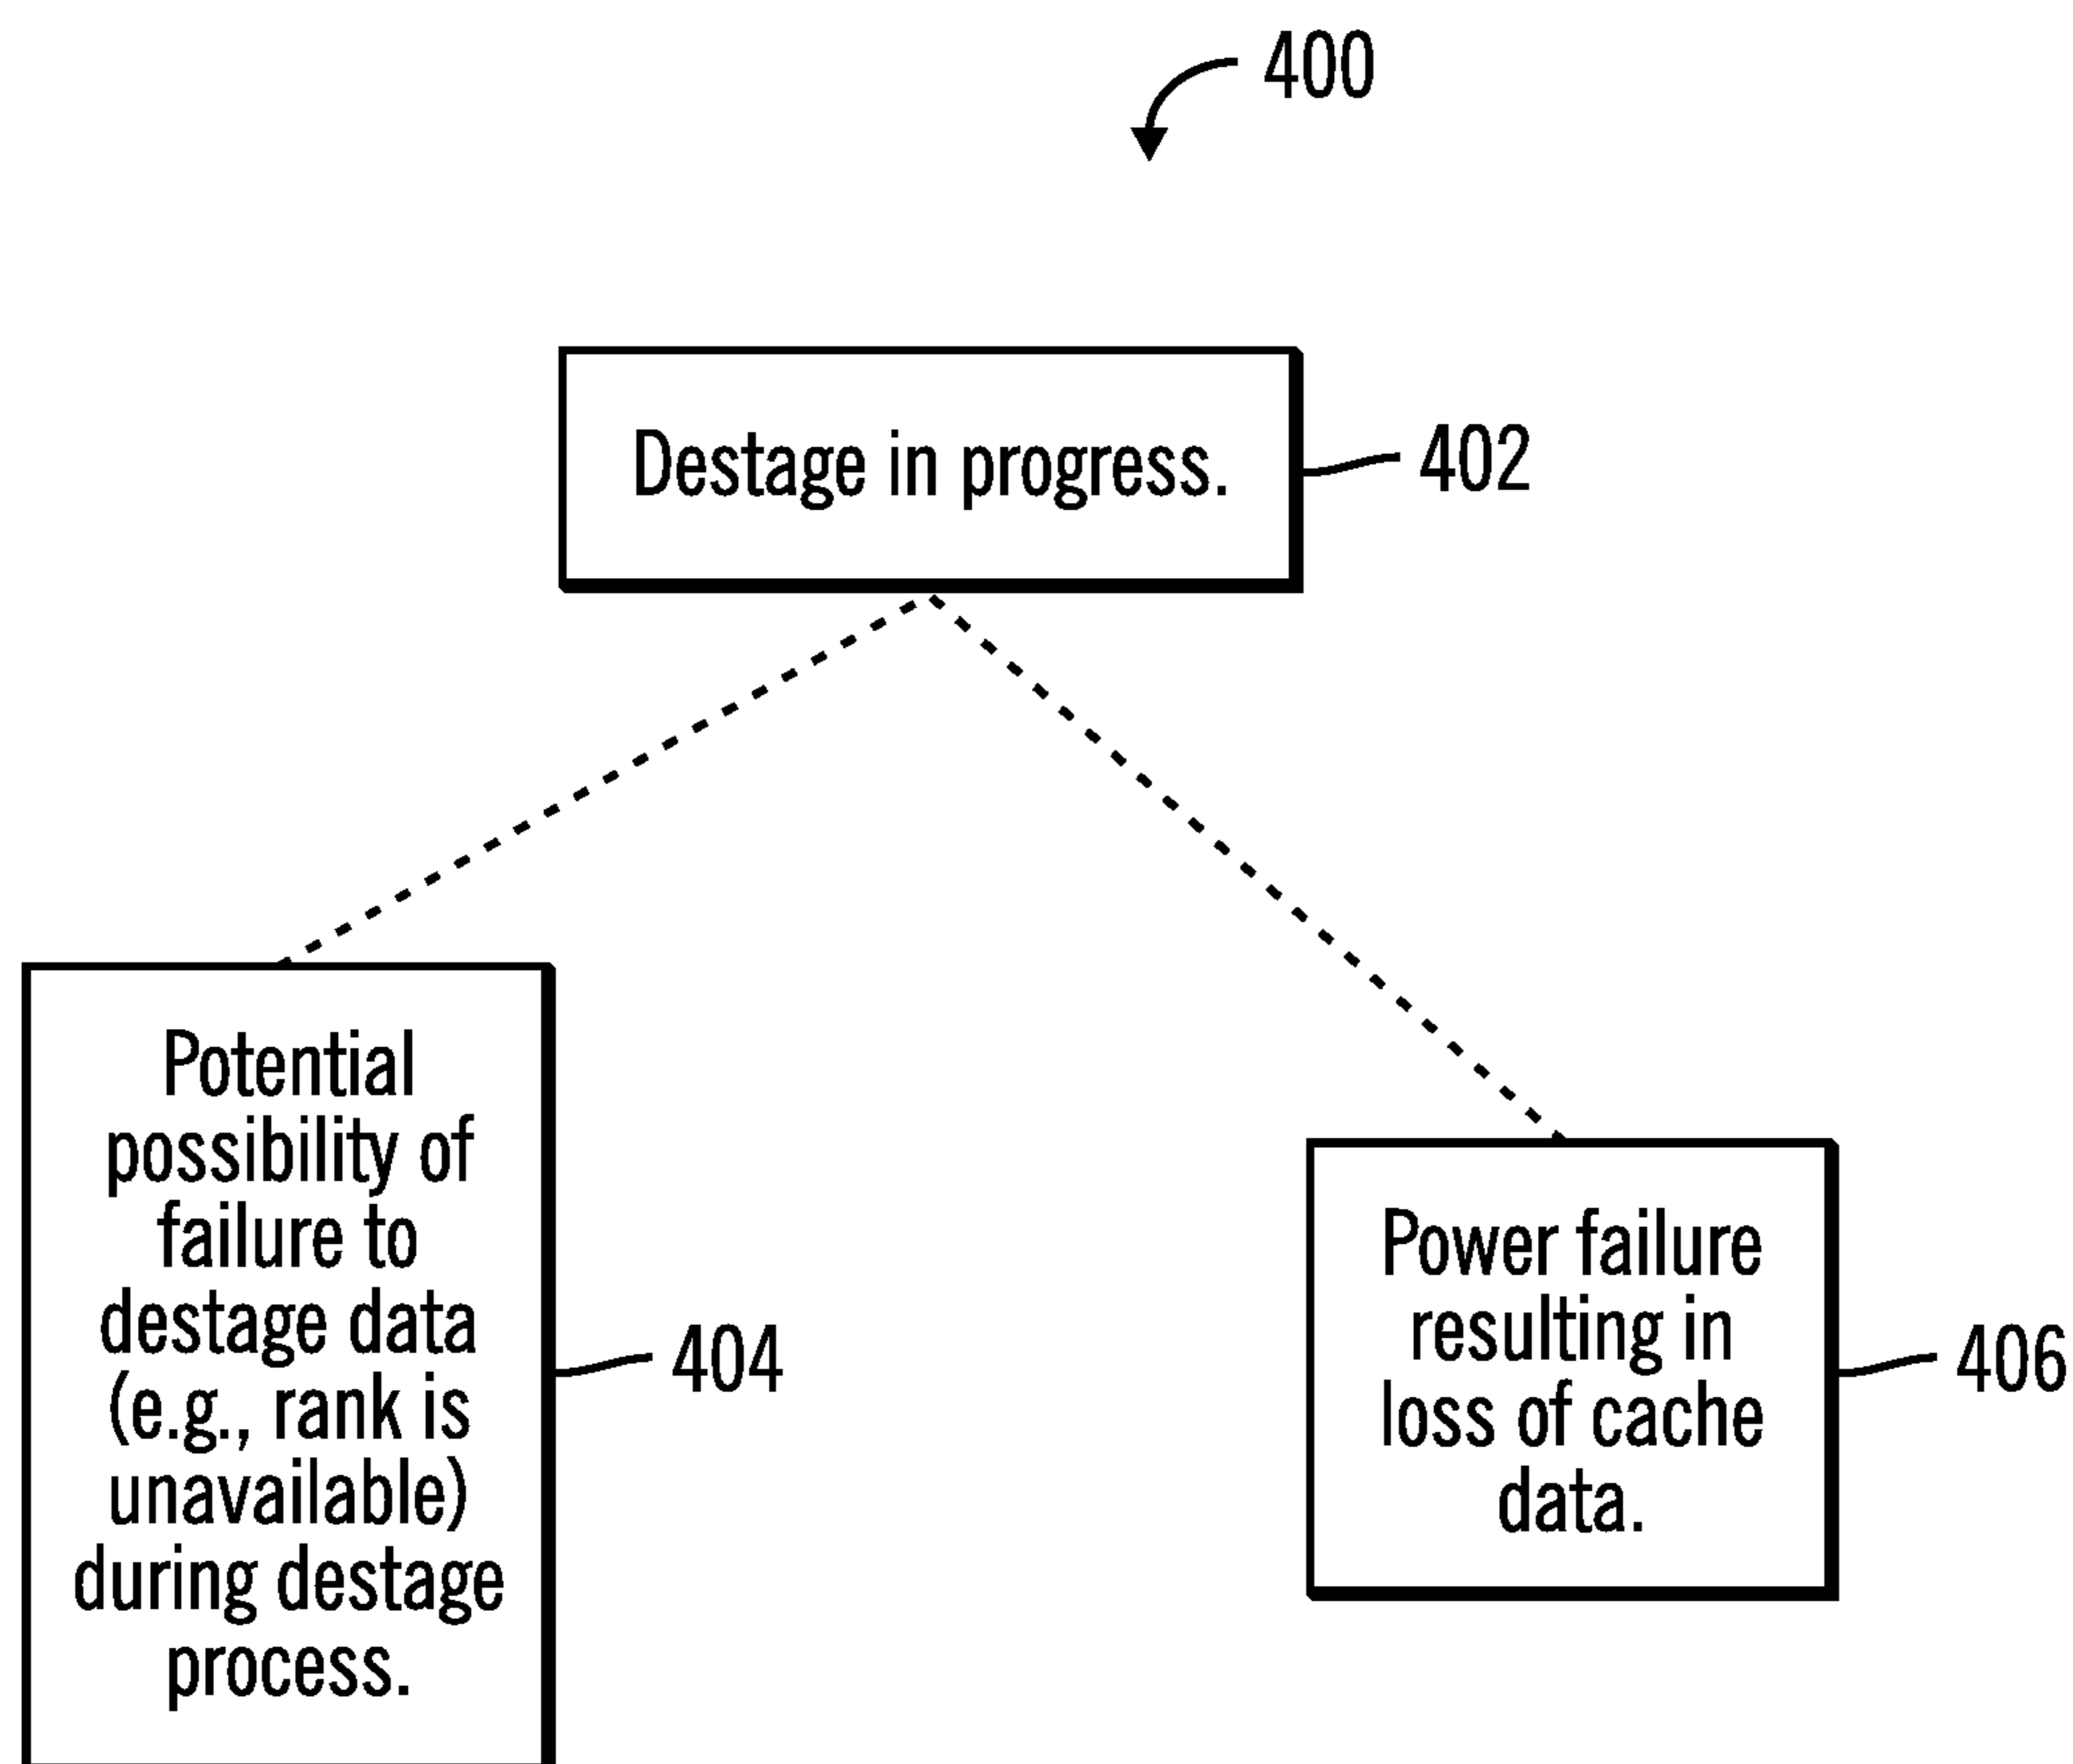 400
Destage in progress.
402
Potential
possibility of
failure to
destage data
(e.g., rank is
unavailable)
during destage
process.
404
Power failure
resulting in
loss of cache
data.
406